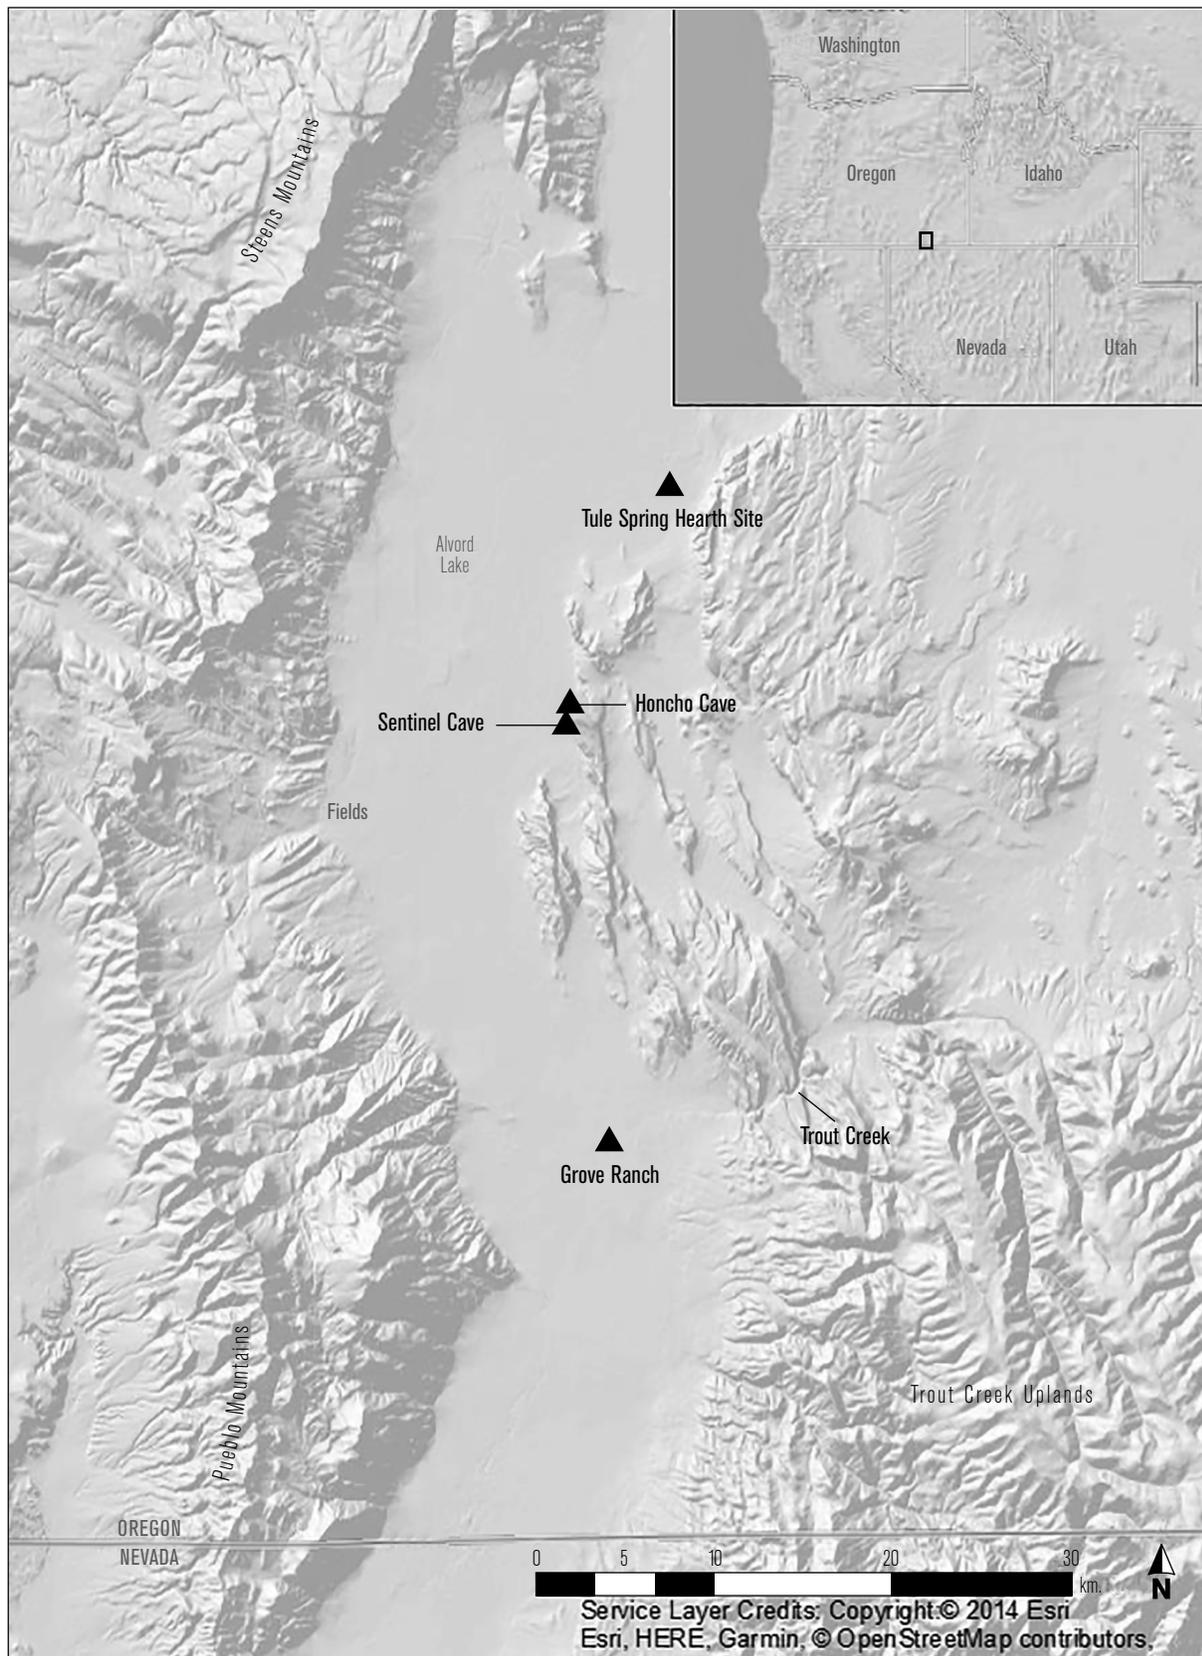 Washington
Oregon
Idaho
Nevada
Utah
Steens Mountains
Tule Spring Hearth Site
Alvord
Lake
Honcho Cave
Sentinel Cave
Fields
Trout Creek
Grove Ranch
Trout Creek Uplands
Pueblo Mountains
OREGON
NEVADA
0 5 10 20 30
km.
N
Service Layer Credits: Copyright:© 2014 Esri
Esri, HERE, Garmin, © OpenStreetMap contributors,